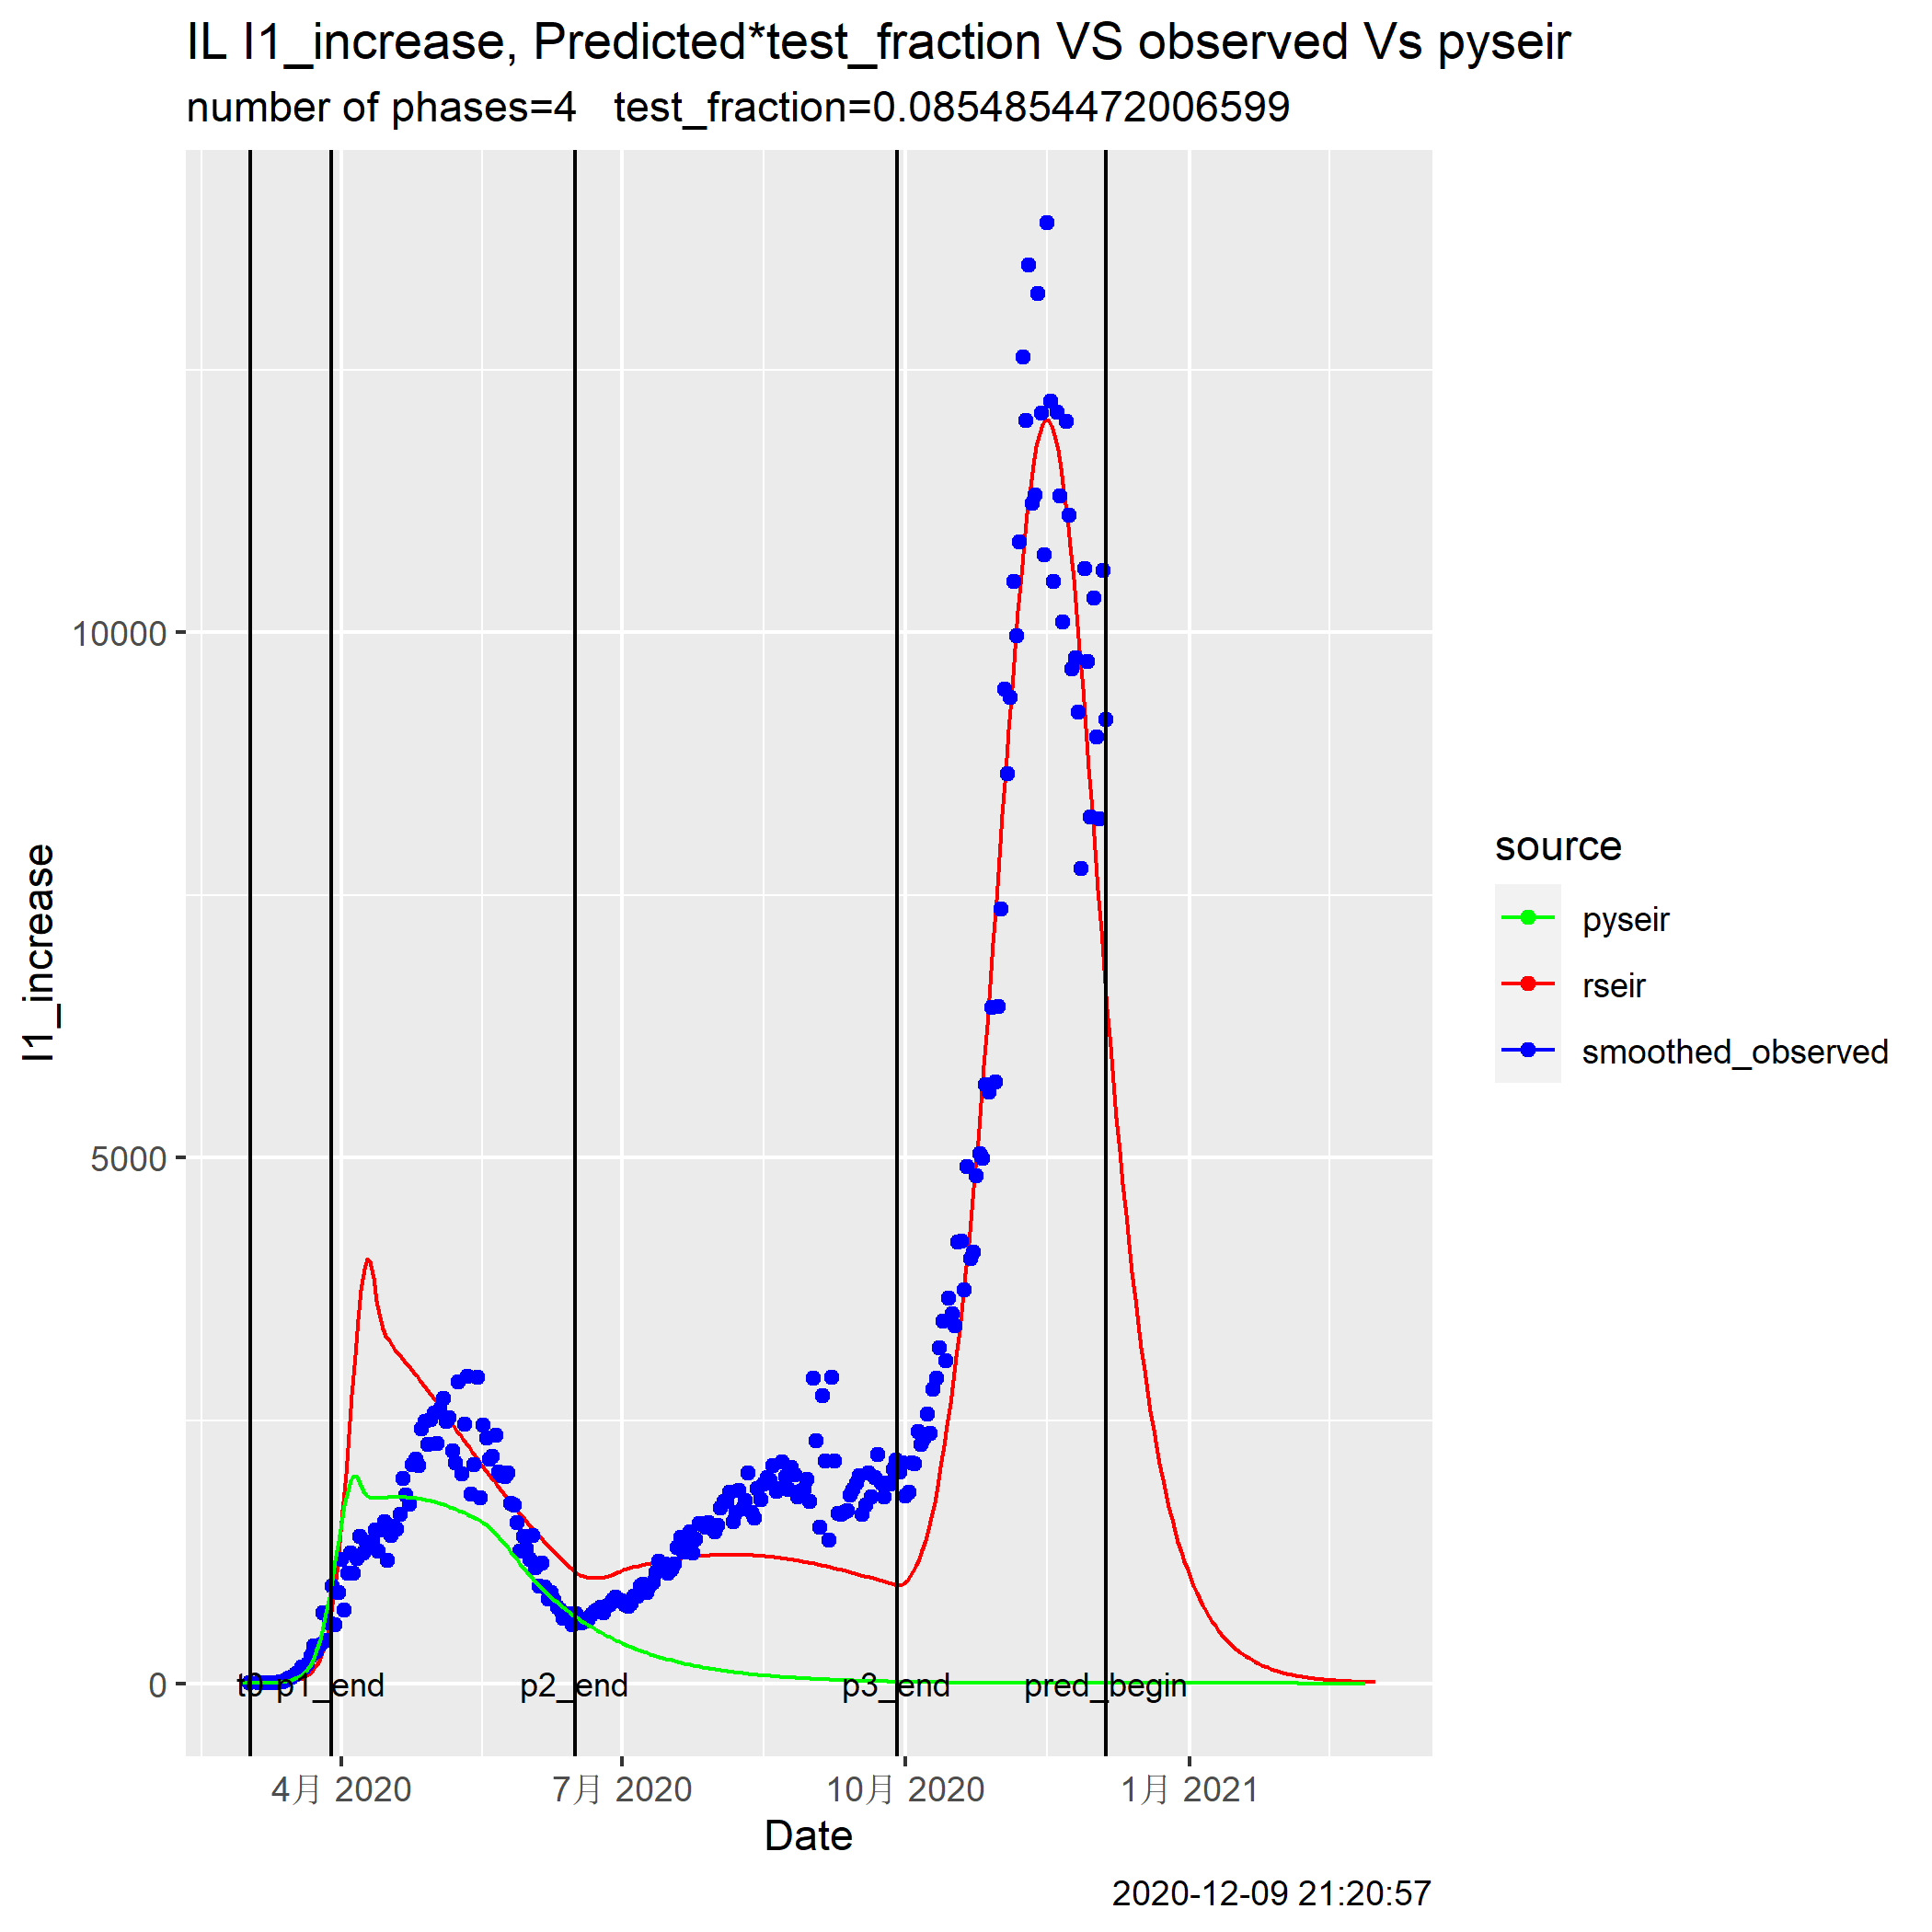 IL I1_increase, Predicted*test_fraction VS observed Vs pyseir
number of phases=4 test_fraction=0.0854854472006599
I1_increase
10000
5000
0
t0 p1_end p2_end p3_end pred_begin
4月 2020 7月 2020 10月 2020 1月 2021
Date
source
pyseir
rseir
smoothed_observed
2020-12-09 21:20:57